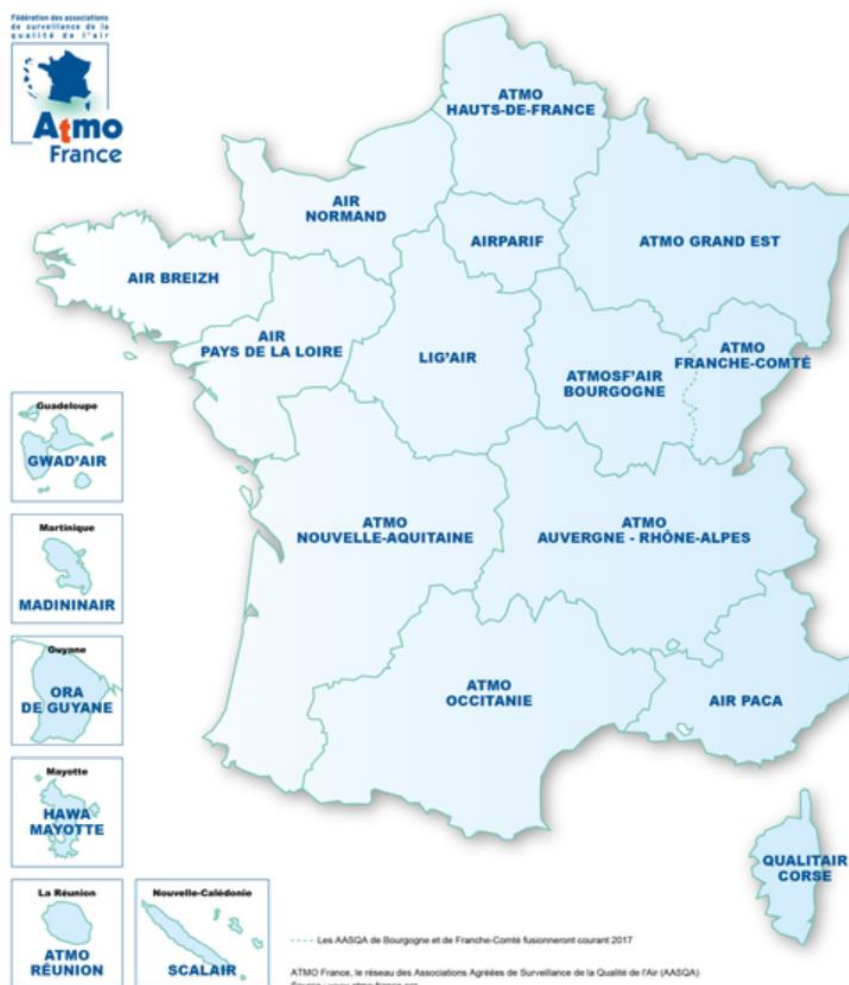 Fédération des associations
de surveillance de la
qualité de l'air
Atmo
France
ATMO
HAUTS-DE-FRANCE
AIR
NORMAND
AIRPARIF
ATMO GRAND EST
AIR BREIZH
AIR
PAYS DE LA LOIRE
LIG'AIR
ATMOSF'AIR
BOURGOGNE
ATMO
FRANCHE-COMTÉ
Guadeloupe
GWAD'AIR
ATMO
NOUVELLE-AQUITAINE
ATMO
AUVERGNE - RHÔNE-ALPES
Martinique
MADININAIR
Guyane
ORA
DE GUYANE
ATMO
OCCITANIE
AIR PACA
Mayotte
HAWA
MAYOTTE
QUALITAIR
CORSE
La Réunion
ATMO
RÉUNION
Nouvelle-Calédonie
SCALAIR
Les AASQA de Bourgogne et de Franche-Comté fusionneront courant 2017
ATMO France, le réseau des Associations Agréées de Surveillance de la Qualité de l'Air (AASQA)
Source : www.atmo-france.org